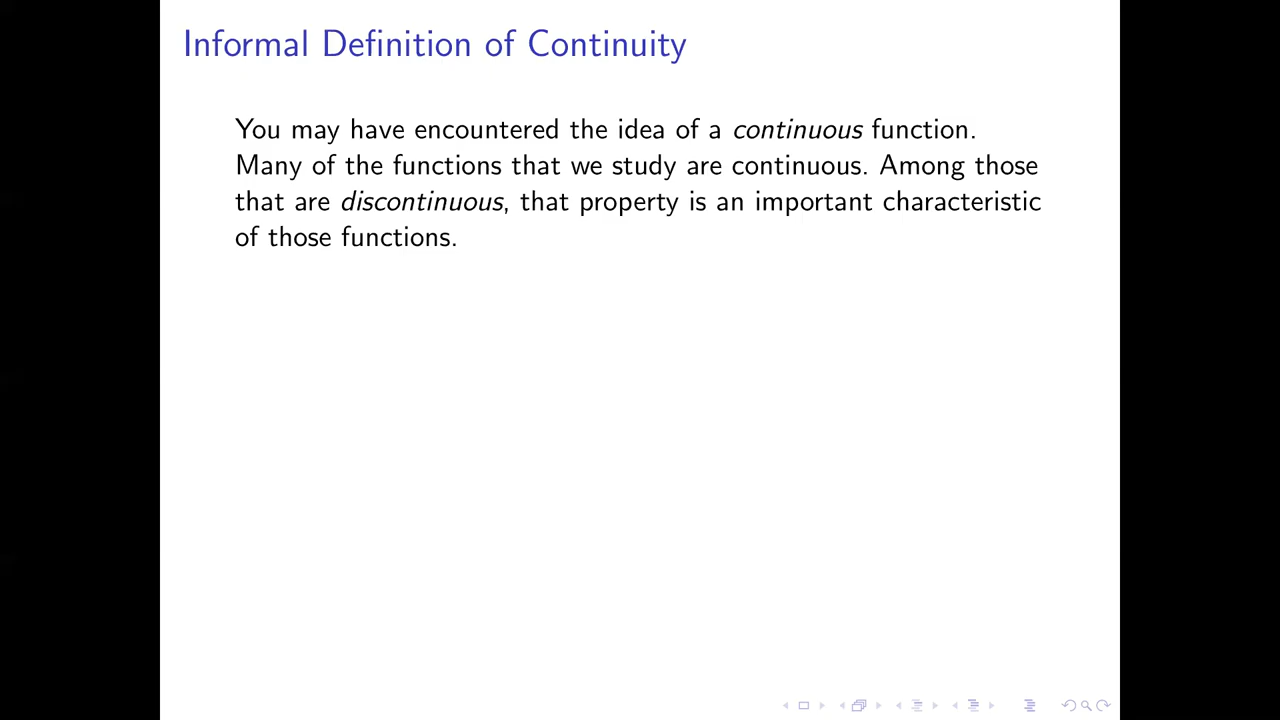 Informal Definition of Continuity
You may have encountered the idea of a continuous function.
Many of the functions that we study are continuous. Among those
that are discontinuous, that property is an important characteristic
of those functions.